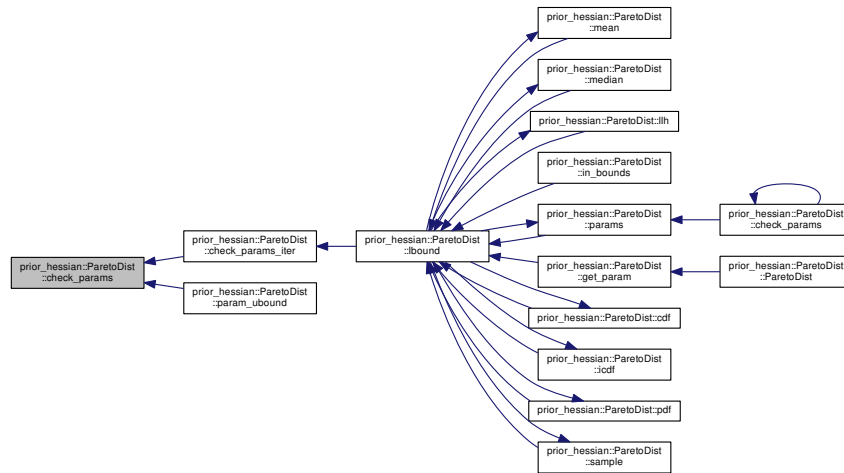 prior_hessian::ParetoDist
::check_params
prior_hessian::ParetoDist
::check_params_iter
prior_hessian::ParetoDist
::param_ubound
prior_hessian::ParetoDist
::lbound
prior_hessian::ParetoDist
::mean
prior_hessian::ParetoDist
::median
prior_hessian::ParetoDist::llh
prior_hessian::ParetoDist
::in_bounds
prior_hessian::ParetoDist
::params
prior_hessian::ParetoDist
::get_param
prior_hessian::ParetoDist::cdf
prior_hessian::ParetoDist
::icdf
prior_hessian::ParetoDist::pdf
prior_hessian::ParetoDist
::sample
prior_hessian::ParetoDist
::check_params
prior_hessian::ParetoDist
::ParetoDist